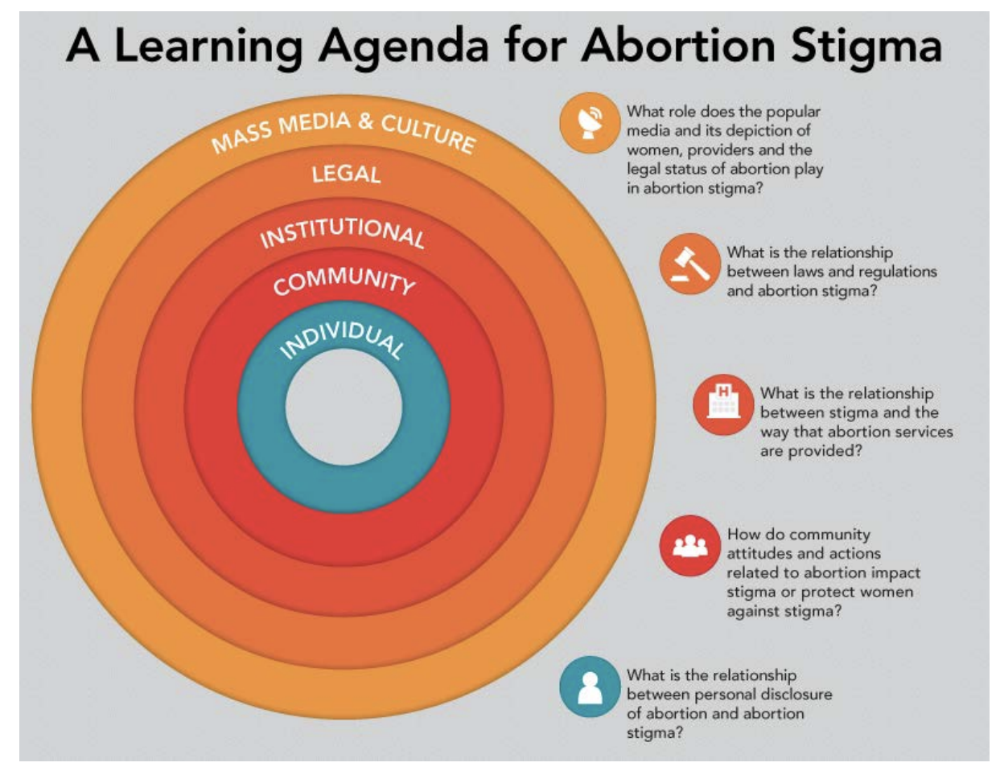 A Learning Agenda for Abortion Stigma
MASS MEDIA & CULTURE
LEGAL
INSTITUTIONAL
COMMUNITY
INDIVIDUAL
What role does the popular
media and its depiction of
women, providers and the
legal status of abortion play
in abortion stigma?
What is the relationship
between laws and regulations
and abortion stigma?
H
What is the relationship
between stigma and the
way that abortion services
are provided?
How do community
attitudes and actions
related to abortion impact
stigma or protect women
against stigma?
What is the relationship
between personal disclosure
of abortion and abortion
stigma?